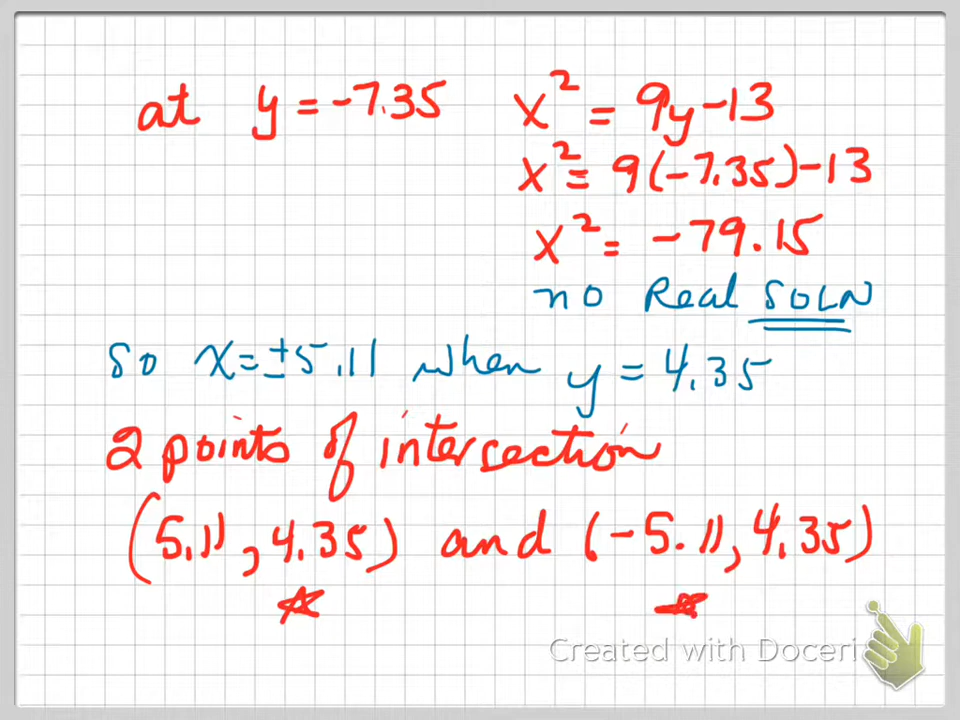 at y = -7.35 x² = 9y-13
x² = 9(-7.35)-13
x² = -79.15
no Real SOLN
So x=±5.11 when y = 4.35
2 points of intersection
(5.11, 4.35) and (-5.11, 4.35)
Created with Doceri